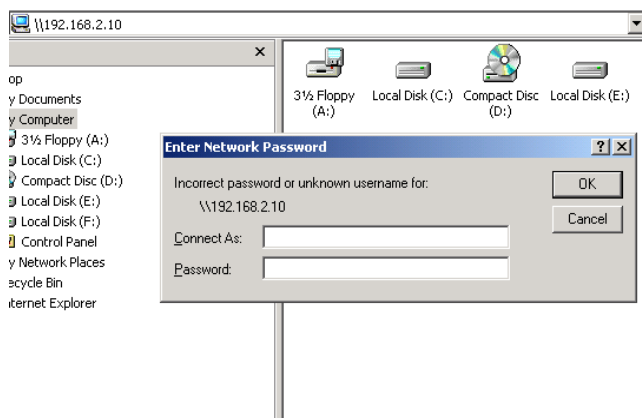 \\192.168.2.10
op
y Documents
y Computer
3½ Floppy (A:)
Local Disk (C:)
Compact Disc (D:)
Local Disk (E:)
Local Disk (F:)
Control Panel
y Network Places
ecycle Bin
nternet Explorer
3½ Floppy
(A:)
Local Disk (C:)
Compact Disc
(D:)
Local Disk (E:)
Enter Network Password
Incorrect password or unknown username for:
\\192.168.2.10
Connect As:
Password:
OK
Cancel